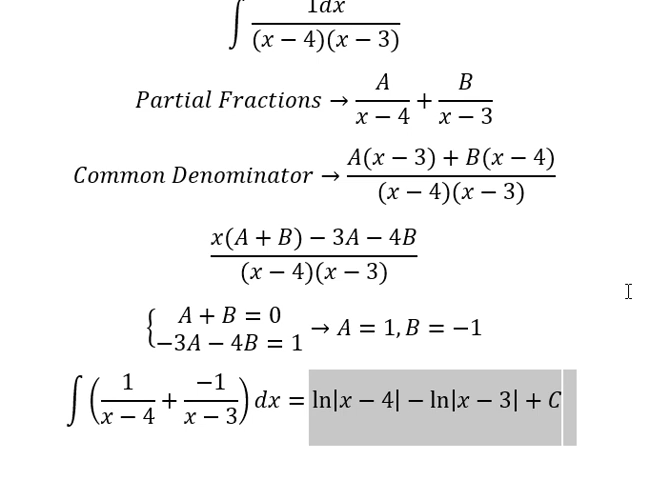 ∫ 1dx / (x − 4)(x − 3)
Partial Fractions → A / x − 4 + B / x − 3
Common Denominator → A(x − 3) + B(x − 4) / (x − 4)(x − 3)
x(A + B) − 3A − 4B / (x − 4)(x − 3)
{ A + B = 0
−3A − 4B = 1 → A = 1, B = −1
∫ ( 1 / x − 4 + −1 / x − 3 ) dx = ln|x − 4| − ln|x − 3| + C